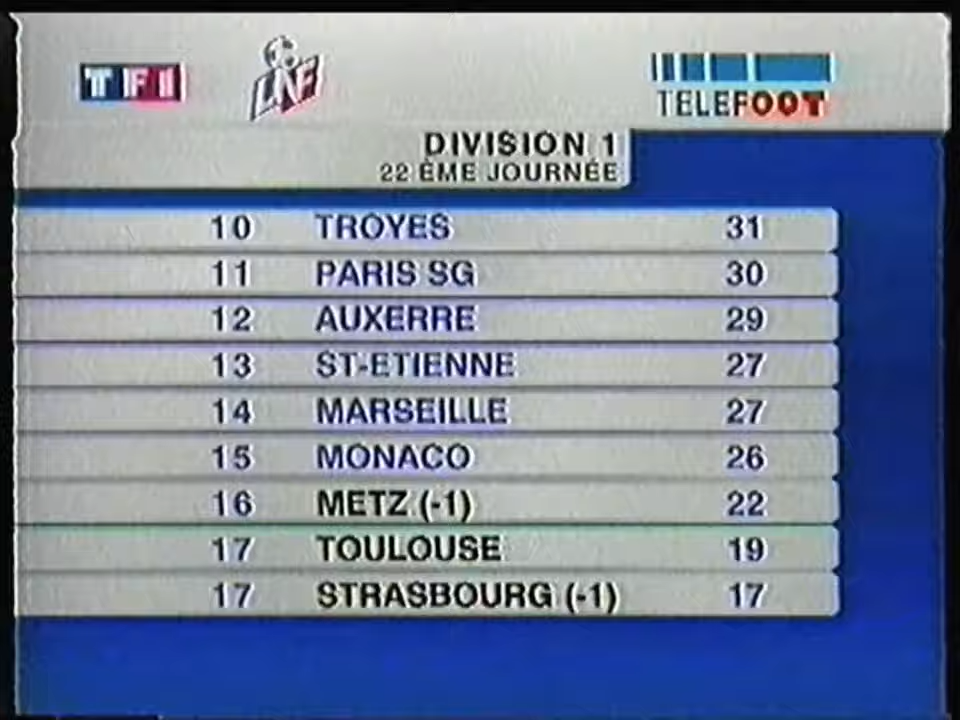 TF1 LNF TELEFOOT
DIVISION 1
22 ÈME JOURNÉE
10 TROYES 31
11 PARIS SG 30
12 AUXERRE 29
13 ST-ETIENNE 27
14 MARSEILLE 27
15 MONACO 26
16 METZ (-1) 22
17 TOULOUSE 19
17 STRASBOURG (-1) 17